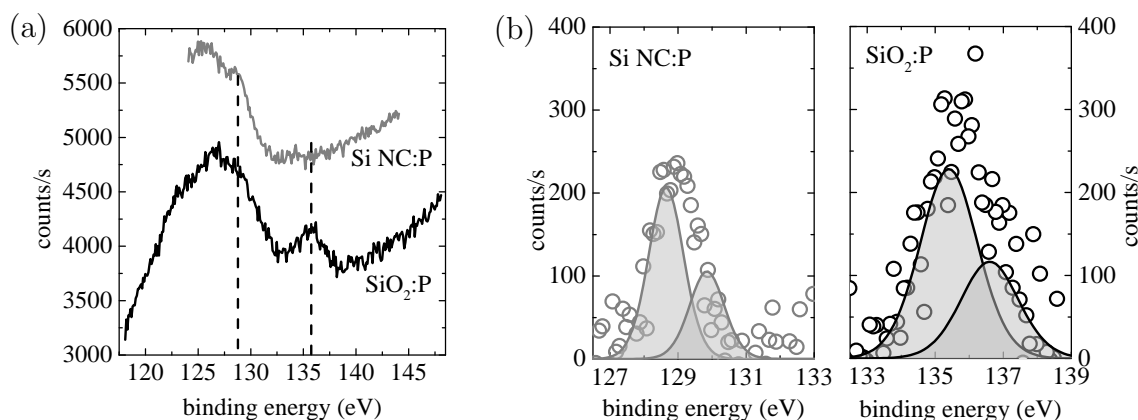 (a)
6000
5500
5000
4500
4000
3500
3000
counts/s
120 125 130 135 140 145
binding energy (eV)
Si NC:P
SiO₂:P
(b)
400
300
200
100
0
counts/s
Si NC:P
127 129 131 133
binding energy (eV)
SiO₂:P
400
300
200
100
0
counts/s
133 135 137 139
binding energy (eV)